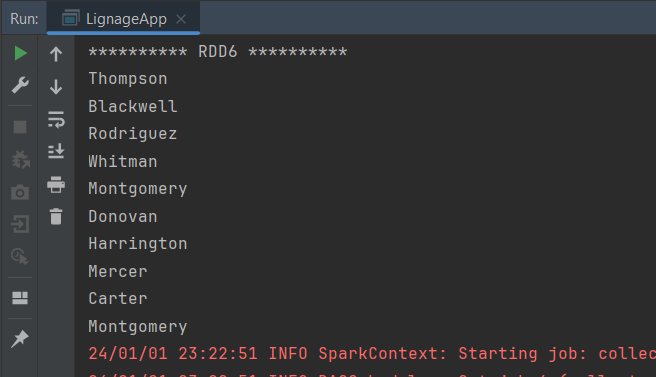 Run: LignageApp
********** RDD6 **********
Thompson
Blackwell
Rodriguez
Whitman
Montgomery
Donovan
Harrington
Mercer
Carter
Montgomery
24/01/01 23:22:51 INFO SparkContext: Starting job: collec